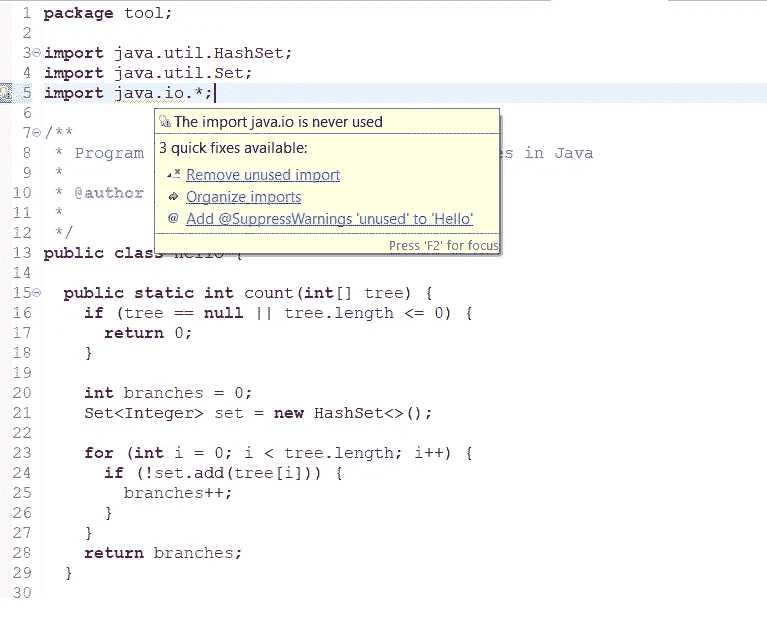 1 package tool;
2
3 import java.util.HashSet;
4 import java.util.Set;
5 import java.io.*;
6
The import java.io is never used
7 /**
3 quick fixes available:
8 * Program es in Java
9 *
Remove unused import
10 * @author
Organize imports
11 *
@ Add @SuppressWarnings 'unused' to 'Hello'
12 */
Press 'F2' for focus
13 public class Hello {
14
15 public static int count(int[] tree) {
16 if (tree == null || tree.length <= 0) {
17 return 0;
18 }
19
20 int branches = 0;
21 Set<Integer> set = new HashSet<>();
22
23 for (int i = 0; i < tree.length; i++) {
24 if (!set.add(tree[i])) {
25 branches++;
26 }
27 }
28 return branches;
29 }
30